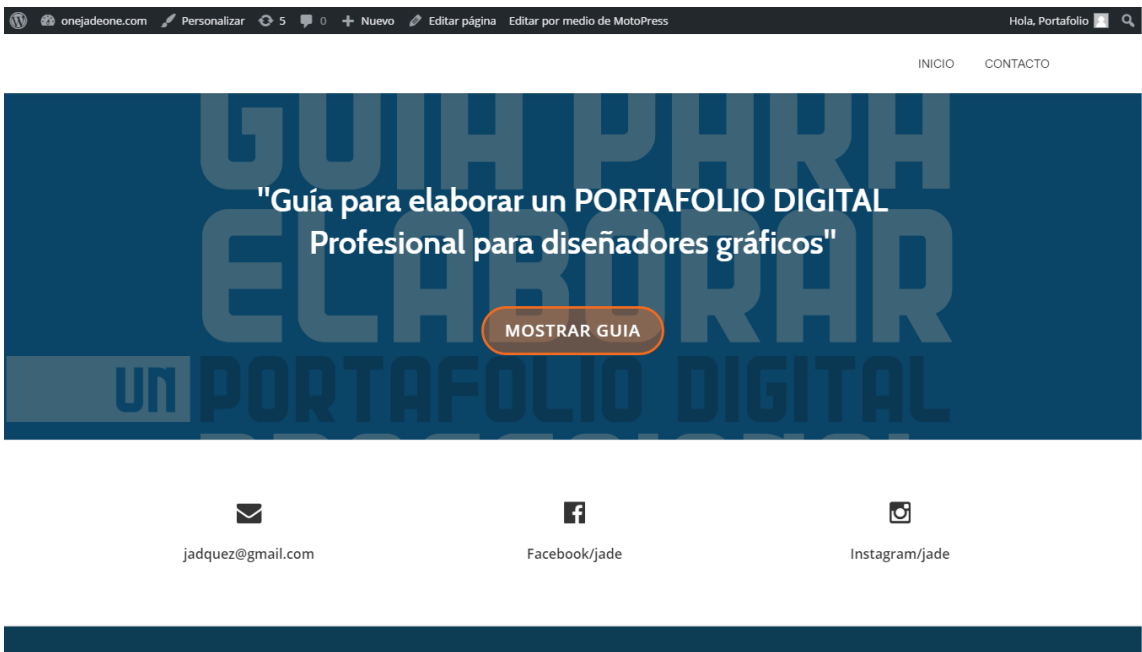 onejadeone.com Personalizar 5 0 + Nuevo Editar página Editar por medio de MotoPress Hola, Portafolio
INICIO CONTACTO
GUIA PARA
"Guía para elaborar un PORTAFOLIO DIGITAL
Profesional para diseñadores gráficos"
ELABORAR
MOSTRAR GUIA
UN PORTAFOLIO DIGITAL
PROFESIONAL
jadquez@gmail.com Facebook/jade Instagram/jade